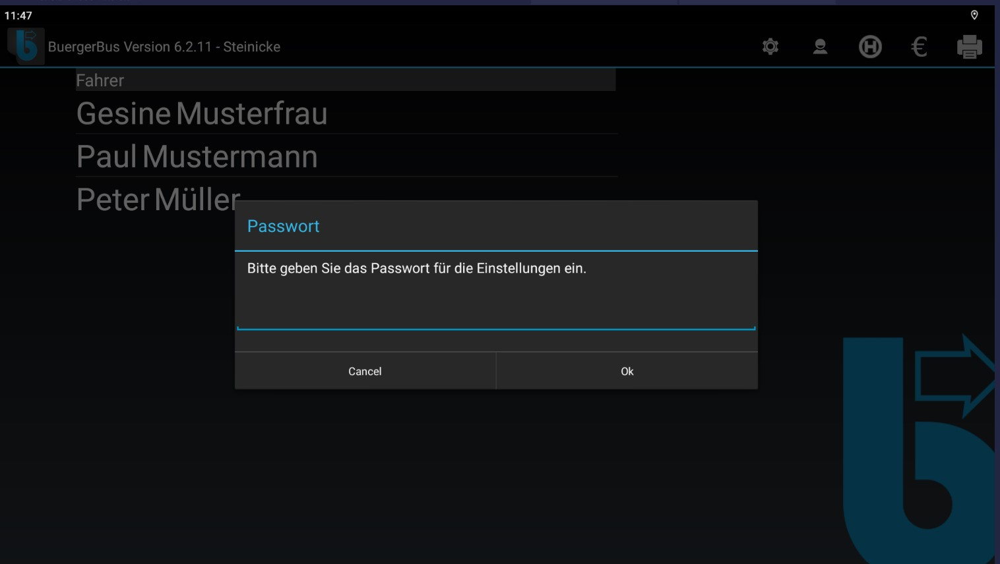 11:47
BuergerBus Version 6.2.11 - Steinicke
H €
Fahrer
Gesine Musterfrau
Paul Mustermann
Peter Müller
Passwort
Bitte geben Sie das Passwort für die Einstellungen ein.
Cancel Ok